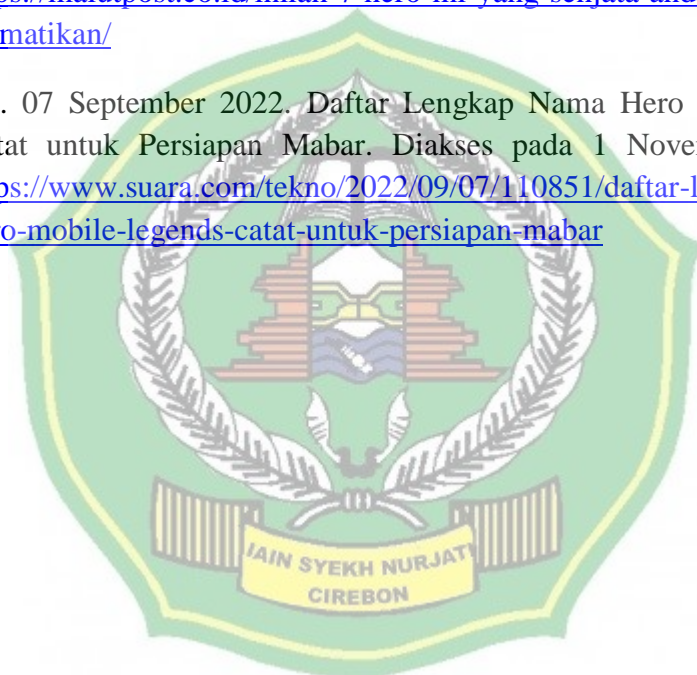 matikan/
. 07 September 2022. Daftar Lengkap Nama Hero
tat untuk Persiapan Mabar. Diakses pada 1 Nove
ps://www.suara.com/tekno/2022/09/07/110851/daftar-l
ro-mobile-legends-catat-untuk-persiapan-mabar
IAIN SYEKH NURJATI
CIREBON